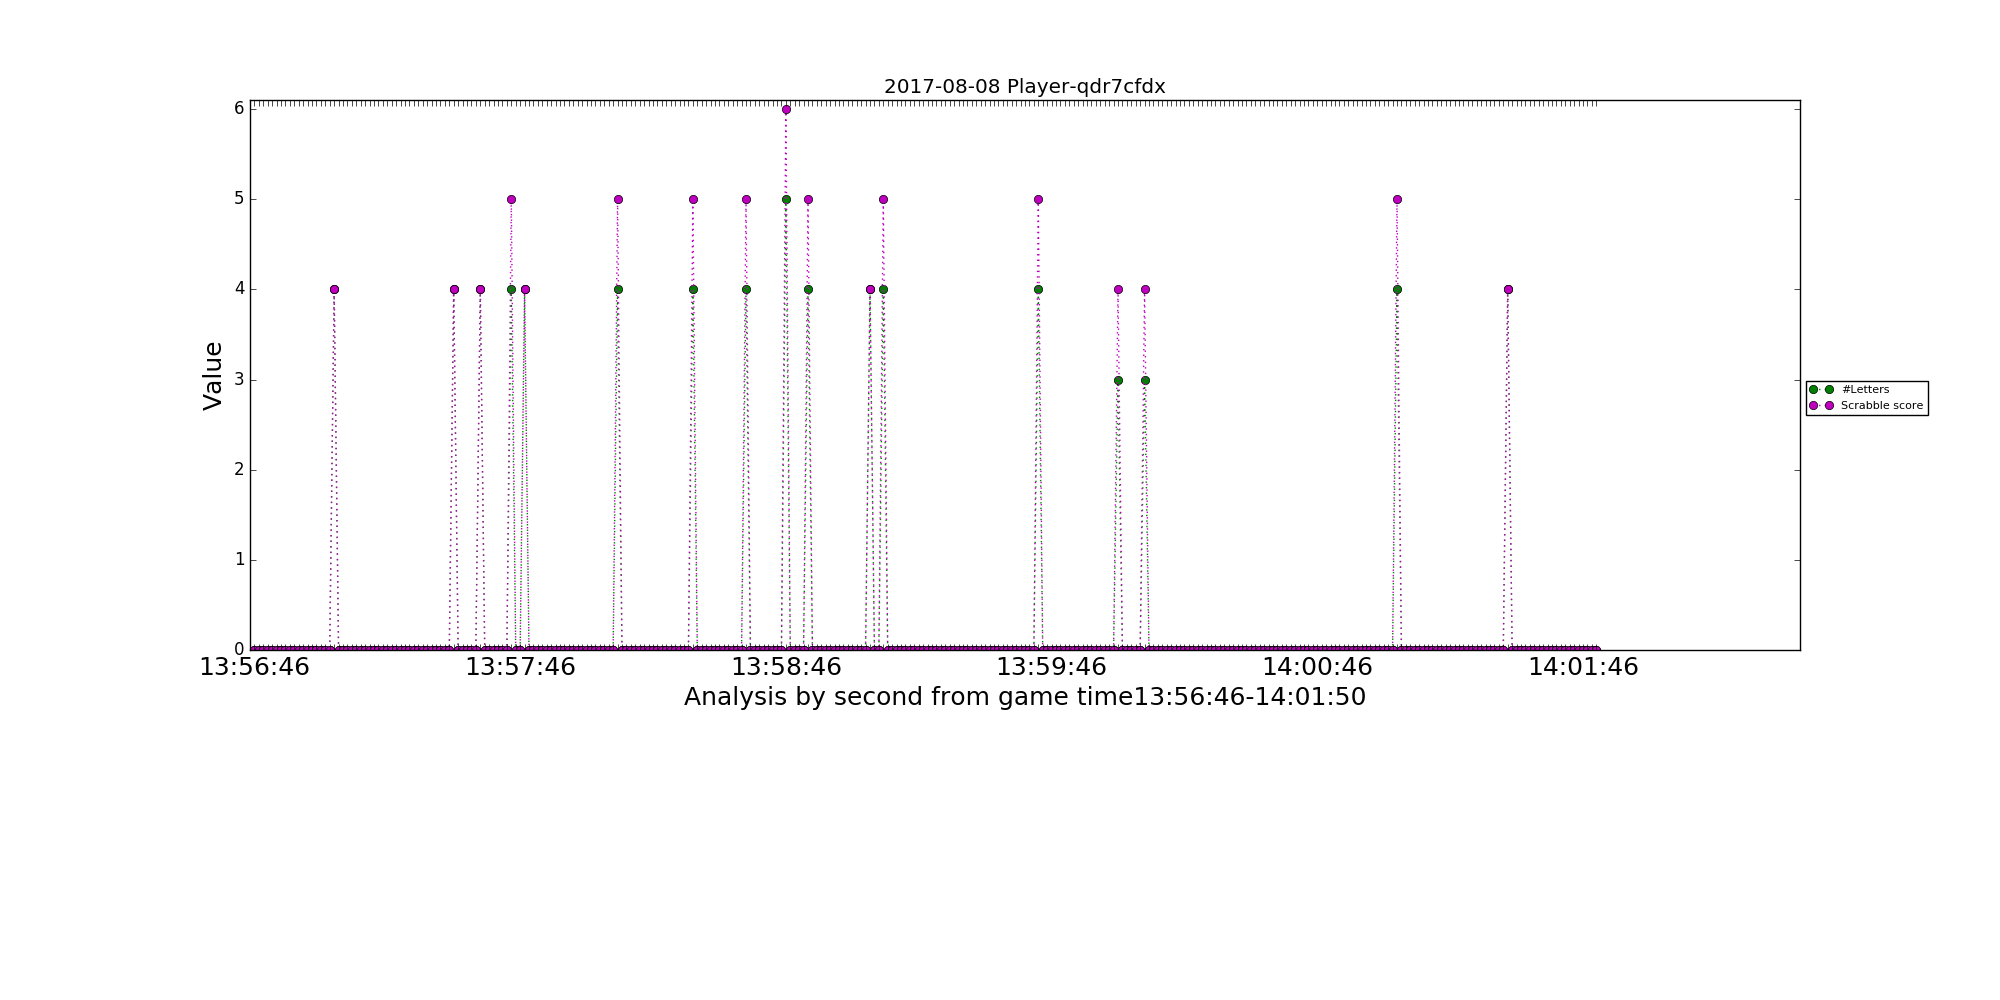 2017-08-08 Player-qdr7cfdx
6
5
4
3
2
1
0
Value
13:56:46 13:57:46 13:58:46 13:59:46 14:00:46 14:01:46
Analysis by second from game time13:56:46-14:01:50
#Letters
Scrabble score